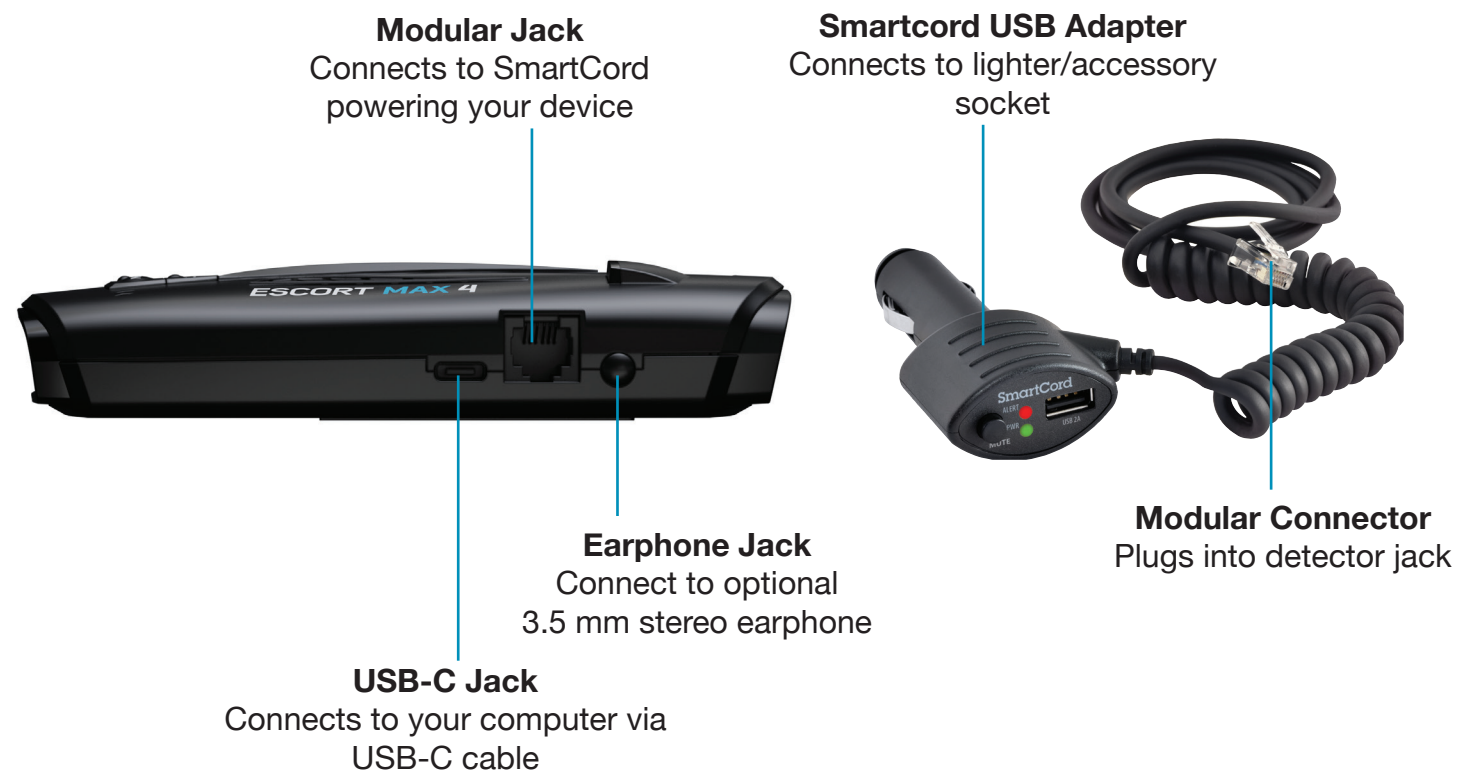 Modular Jack
Connects to SmartCord
powering your device
Smartcord USB Adapter
Connects to lighter/accessory
socket
ESCORT MAX 4
SmartCord
ALERT
PWR
MUTE
USB 2A
Earphone Jack
Connect to optional
3.5 mm stereo earphone
Modular Connector
Plugs into detector jack
USB-C Jack
Connects to your computer via
USB-C cable